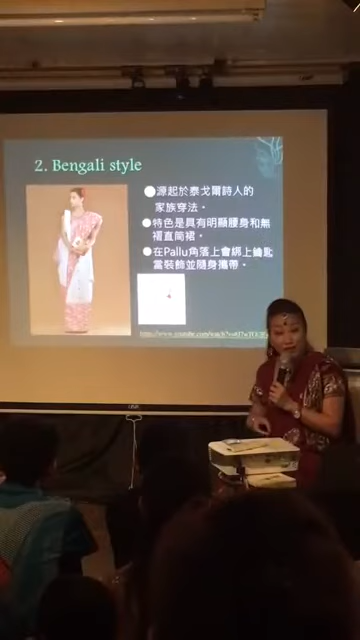 2. Bengali style
源起於泰戈爾詩人的
家族穿法。
特色是具有明顯腰身和無
褶直筒裙。
在Pallu角落上會綁上鑰匙
當裝飾並隨身攜帶。